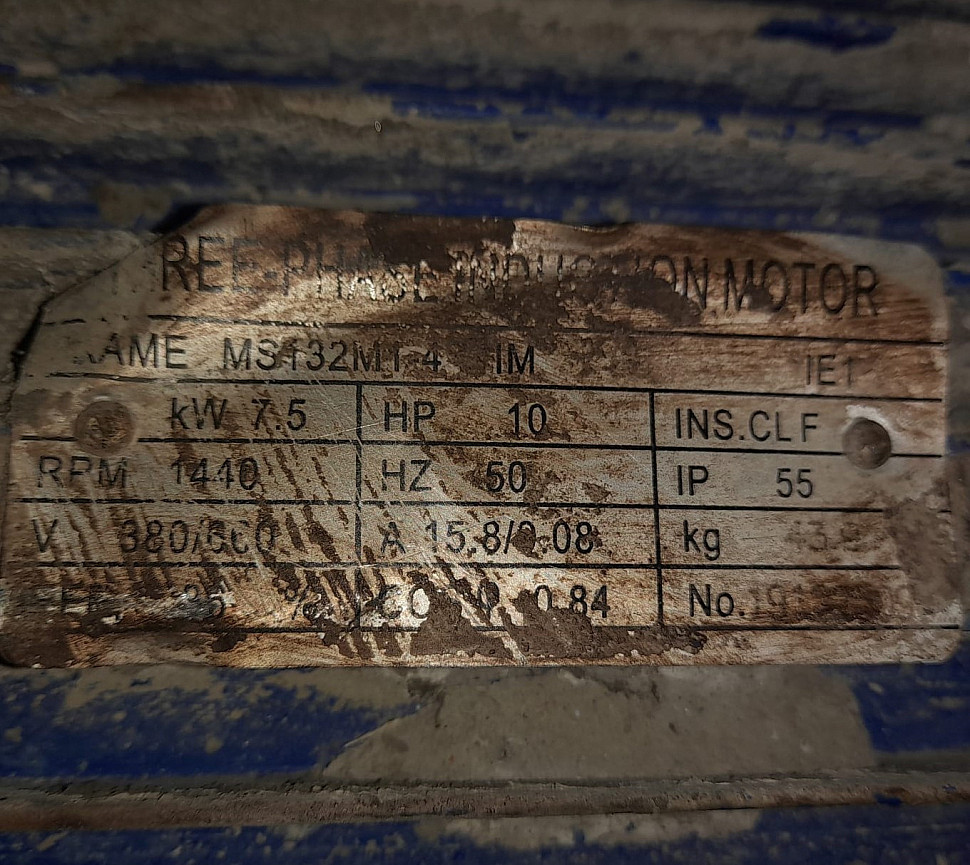 REE-PHASE INDUCTION MOTOR
AME MS132M1-4 IM IE1
kW 7.5 HP 10 INS.CL F
RPM 1440 HZ 50 IP 55
V 380/660 A 15.8/9.08 kg
0.84 No.